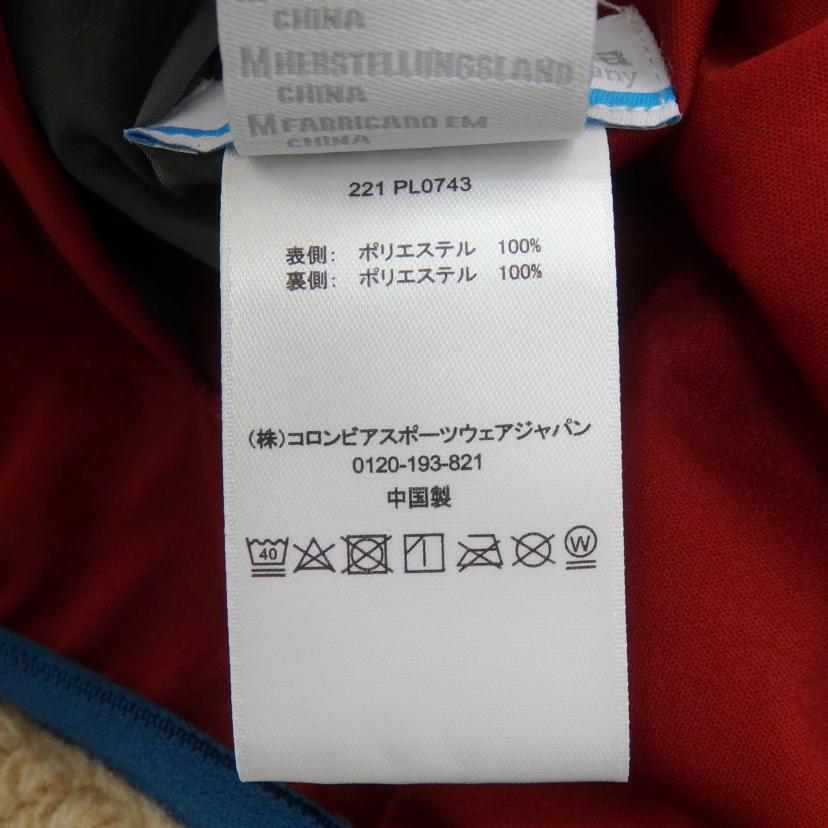 CHINA
M HERSTELLUNGSLAND
CHINA
M FABRICADO EM
CHINA
any
221 PL0743
表側： ポリエステル 100%
裏側： ポリエステル 100%
(株)コロンビアスポーツウェアジャパン
0120-193-821
中国製
40
W